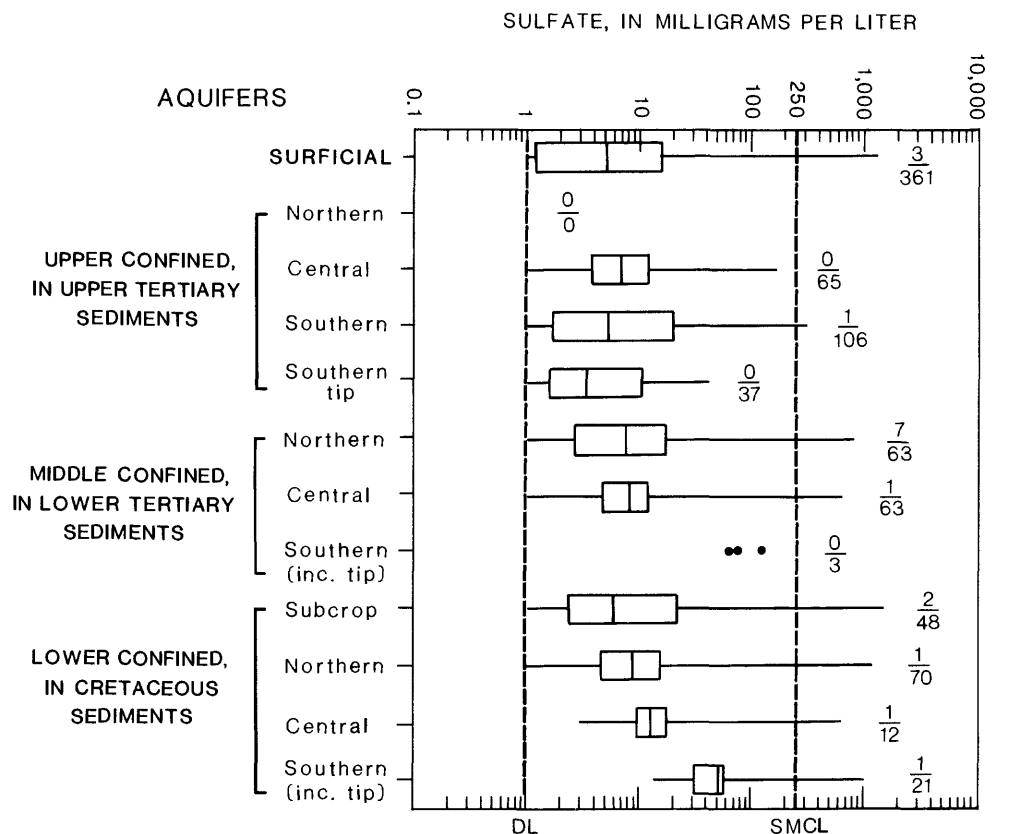 SULFATE, IN MILLIGRAMS PER LITER
AQUIFERS
0.1
1
10
100
250
1,000
10,000
SURFICIAL
3
361
UPPER CONFINED,
IN UPPER TERTIARY
SEDIMENTS
Northern
0
0
Central
0
65
Southern
1
106
Southern
tip
0
37
MIDDLE CONFINED,
IN LOWER TERTIARY
SEDIMENTS
Northern
7
63
Central
1
63
Southern
(inc. tip)
0
3
LOWER CONFINED,
IN CRETACEOUS
SEDIMENTS
Subcrop
2
48
Northern
1
70
Central
1
12
Southern
(inc. tip)
1
21
DL
SMCL